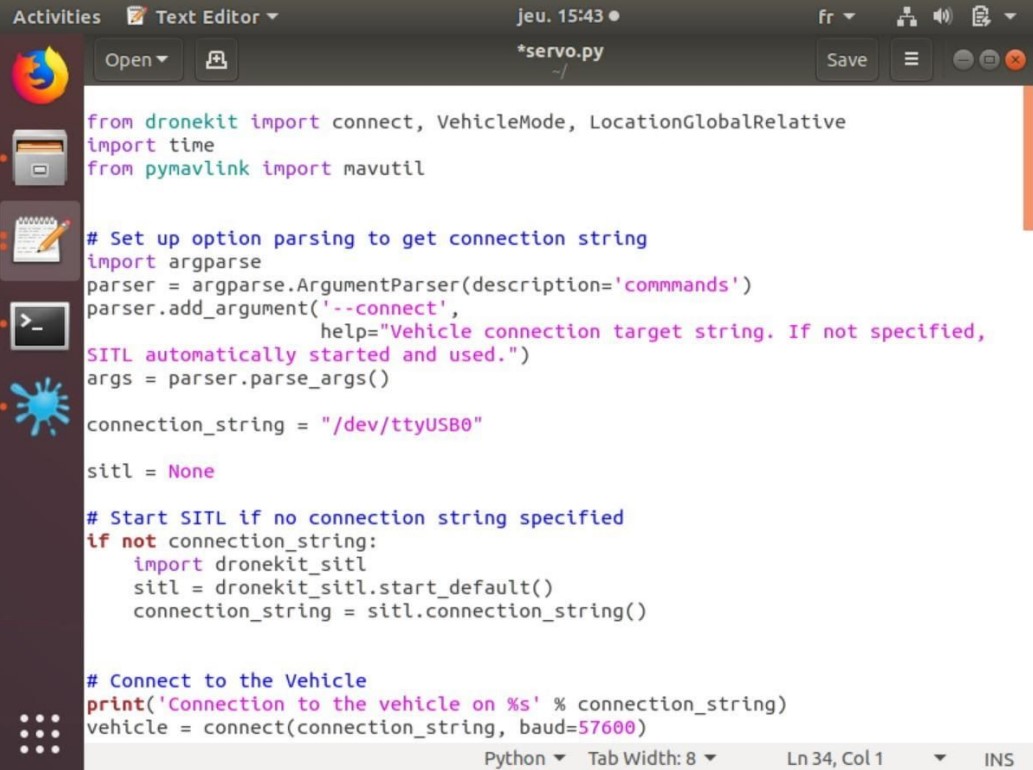 Activities Text Editor jeu. 15:43 fr
Open *servo.py Save
~/
from dronekit import connect, VehicleMode, LocationGlobalRelative
import time
from pymavlink import mavutil
# Set up option parsing to get connection string
import argparse
parser = argparse.ArgumentParser(description='commmands')
parser.add_argument('--connect',
                    help="Vehicle connection target string. If not specified,
SITL automatically started and used.")
args = parser.parse_args()
connection_string = "/dev/ttyUSB0"
sitl = None
# Start SITL if no connection string specified
if not connection_string:
    import dronekit_sitl
    sitl = dronekit_sitl.start_default()
    connection_string = sitl.connection_string()
# Connect to the Vehicle
print('Connection to the vehicle on %s' % connection_string)
vehicle = connect(connection_string, baud=57600)
Python Tab Width: 8 Ln 34, Col 1 INS